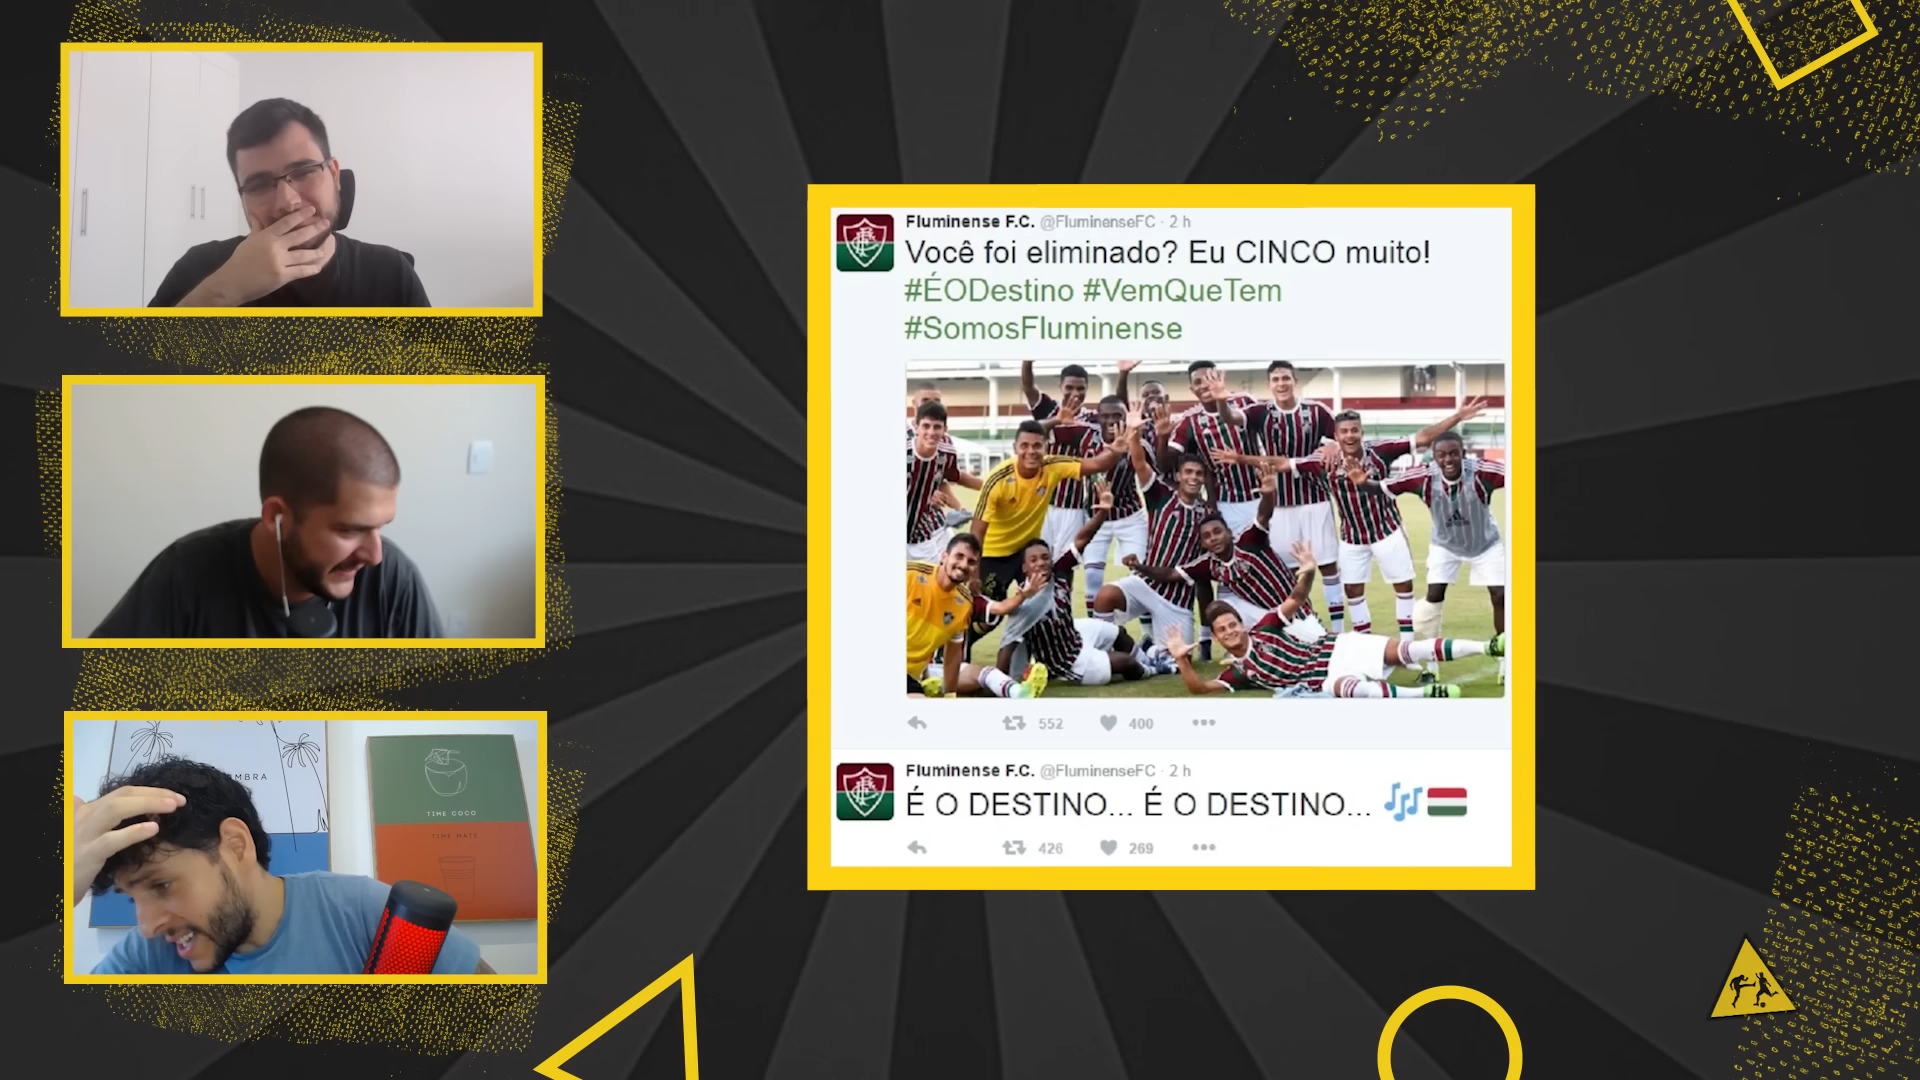 Fluminense F.C. @FluminenseFC · 2 h
Você foi eliminado? Eu CINCO muito!
#ÉODestino #VemQueTem
#SomosFluminense
552 400
Fluminense F.C. @FluminenseFC · 2 h
É O DESTINO... É O DESTINO...
426 269
TIME COCO
TIME MATE